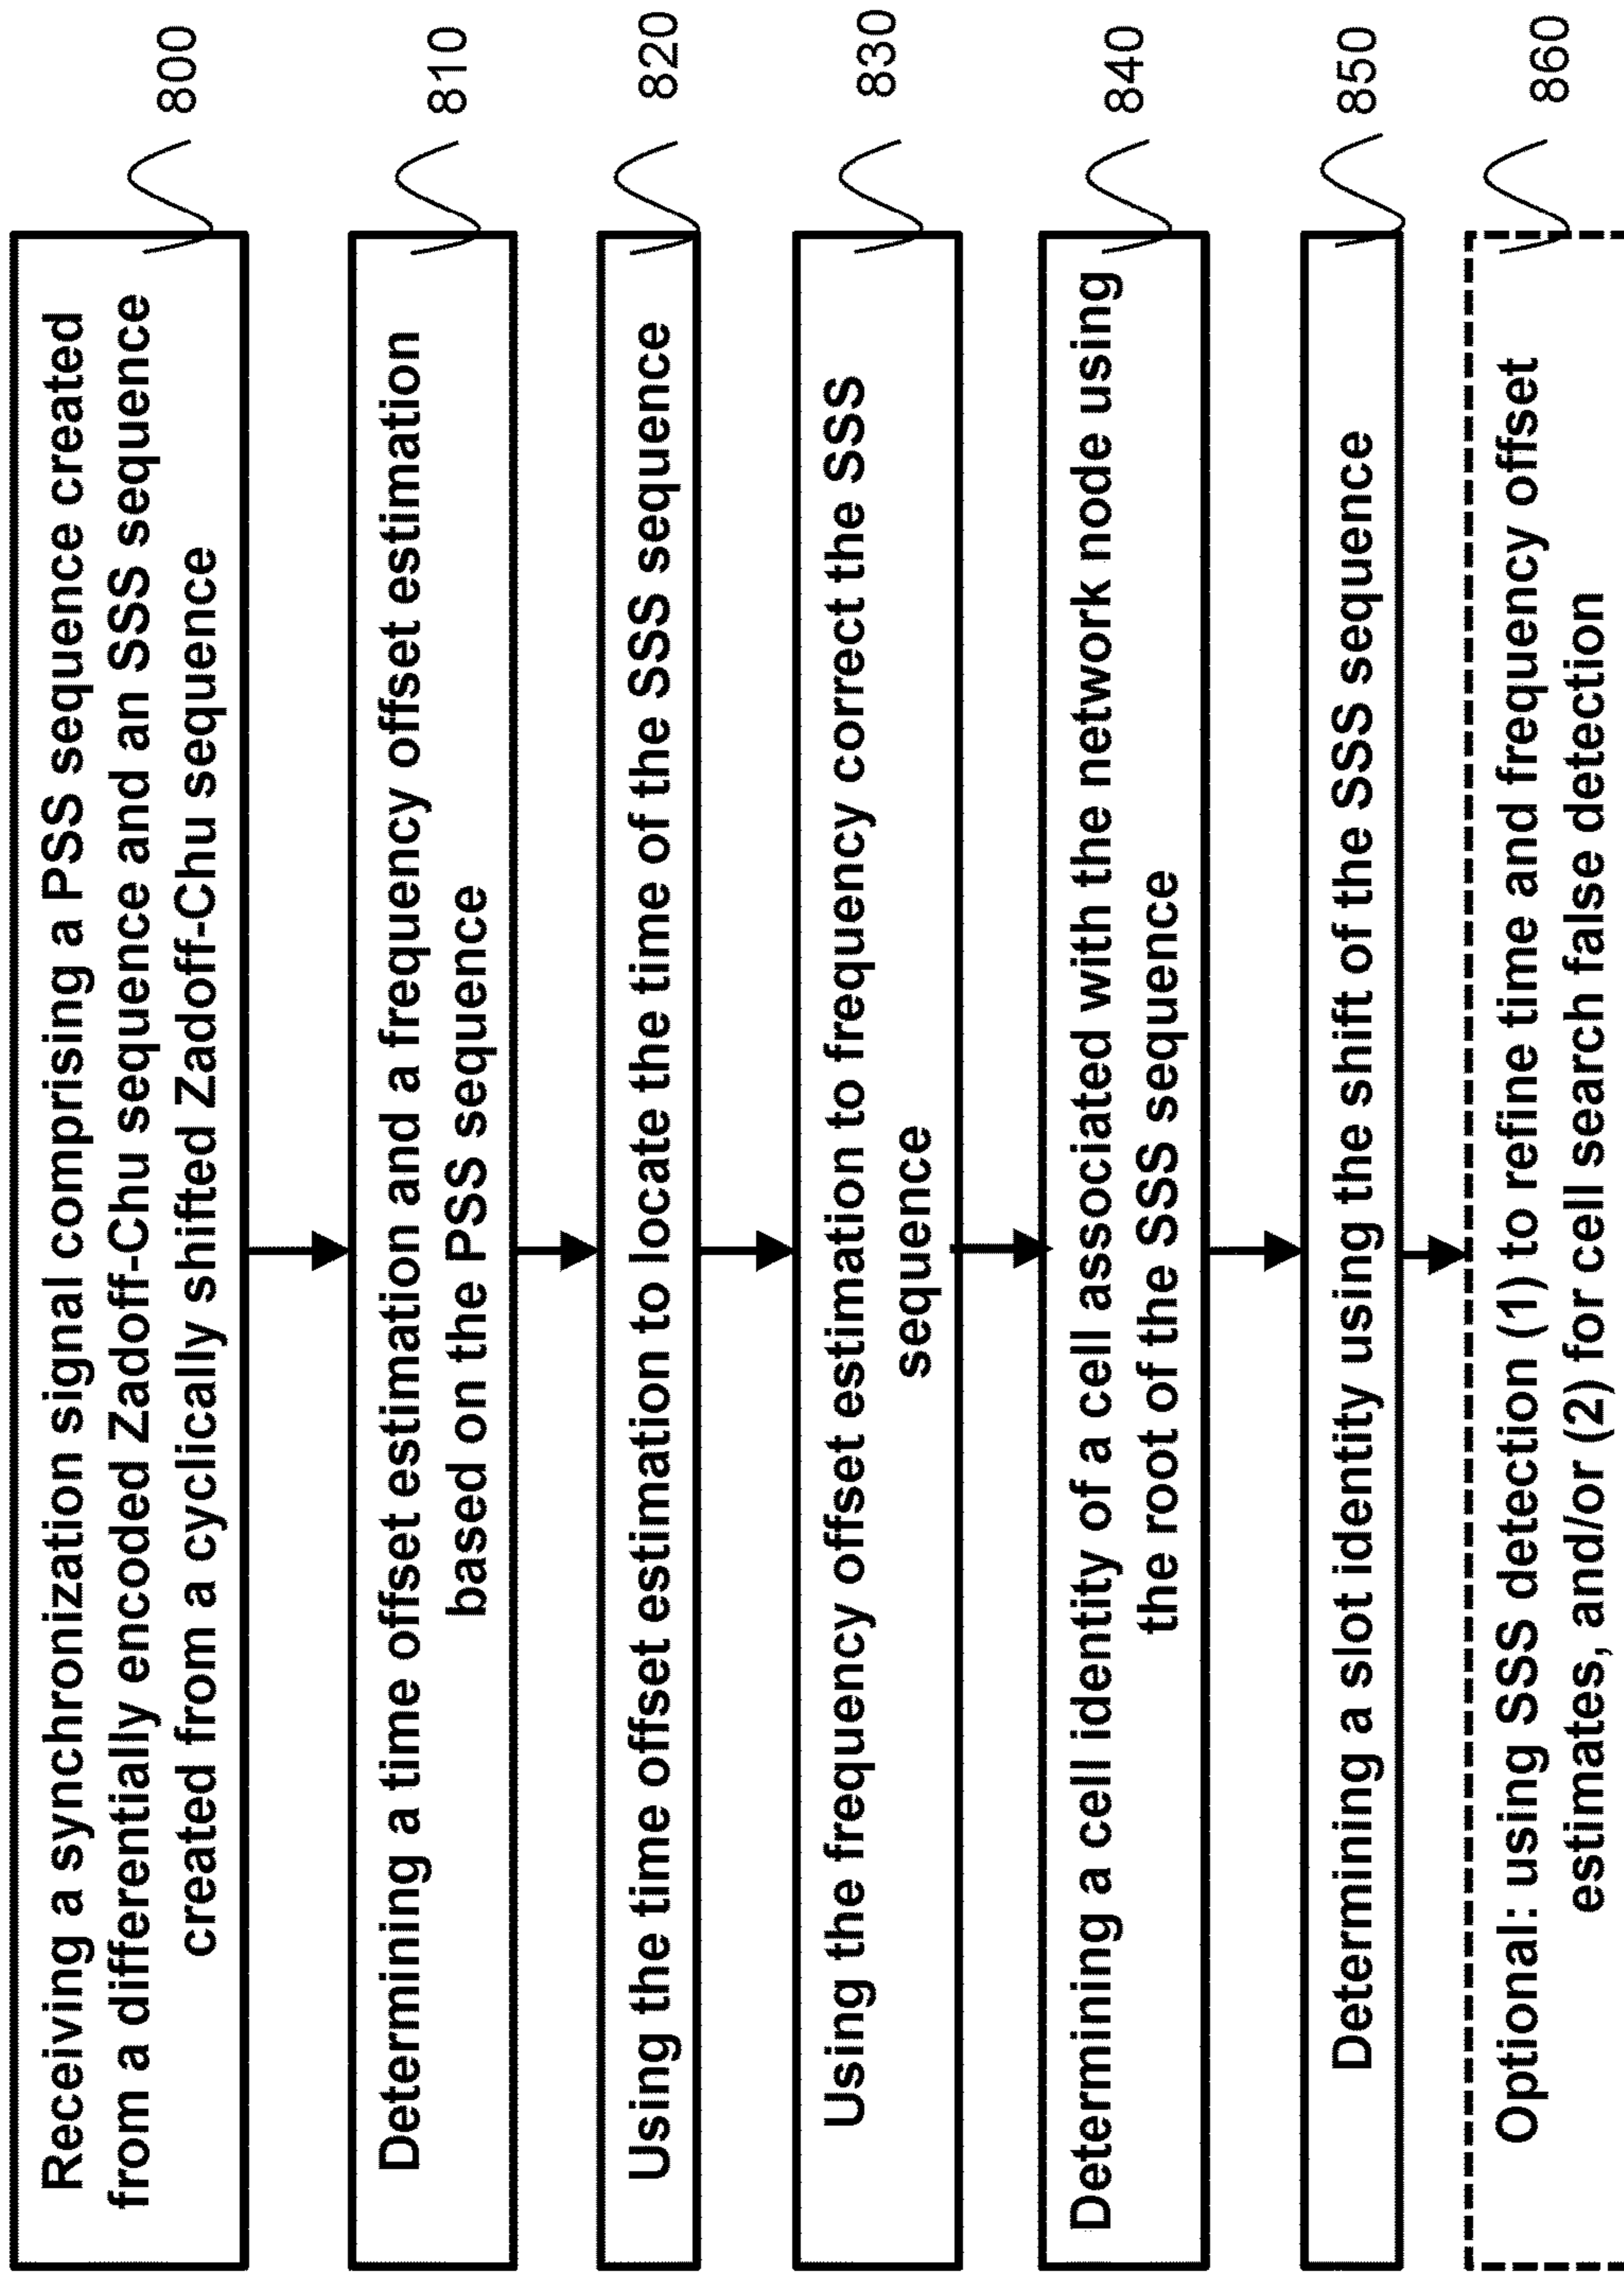 Receiving a synchronization signal comprising a PSS sequence created
from a differentially encoded Zadoff-Chu sequence and an SSS sequence
created from a cyclically shifted Zadoff-Chu sequence
800
Determining a time offset estimation and a frequency offset estimation
based on the PSS sequence
810
Using the time offset estimation to locate the time of the SSS sequence
820
Using the frequency offset estimation to frequency correct the SSS
sequence
830
Determining a cell identity of a cell associated with the network node using
the root of the SSS sequence
840
Determining a slot identity using the shift of the SSS sequence
850
Optional: using SSS detection (1) to refine time and frequency offset
estimates, and/or (2) for cell search false detection
860